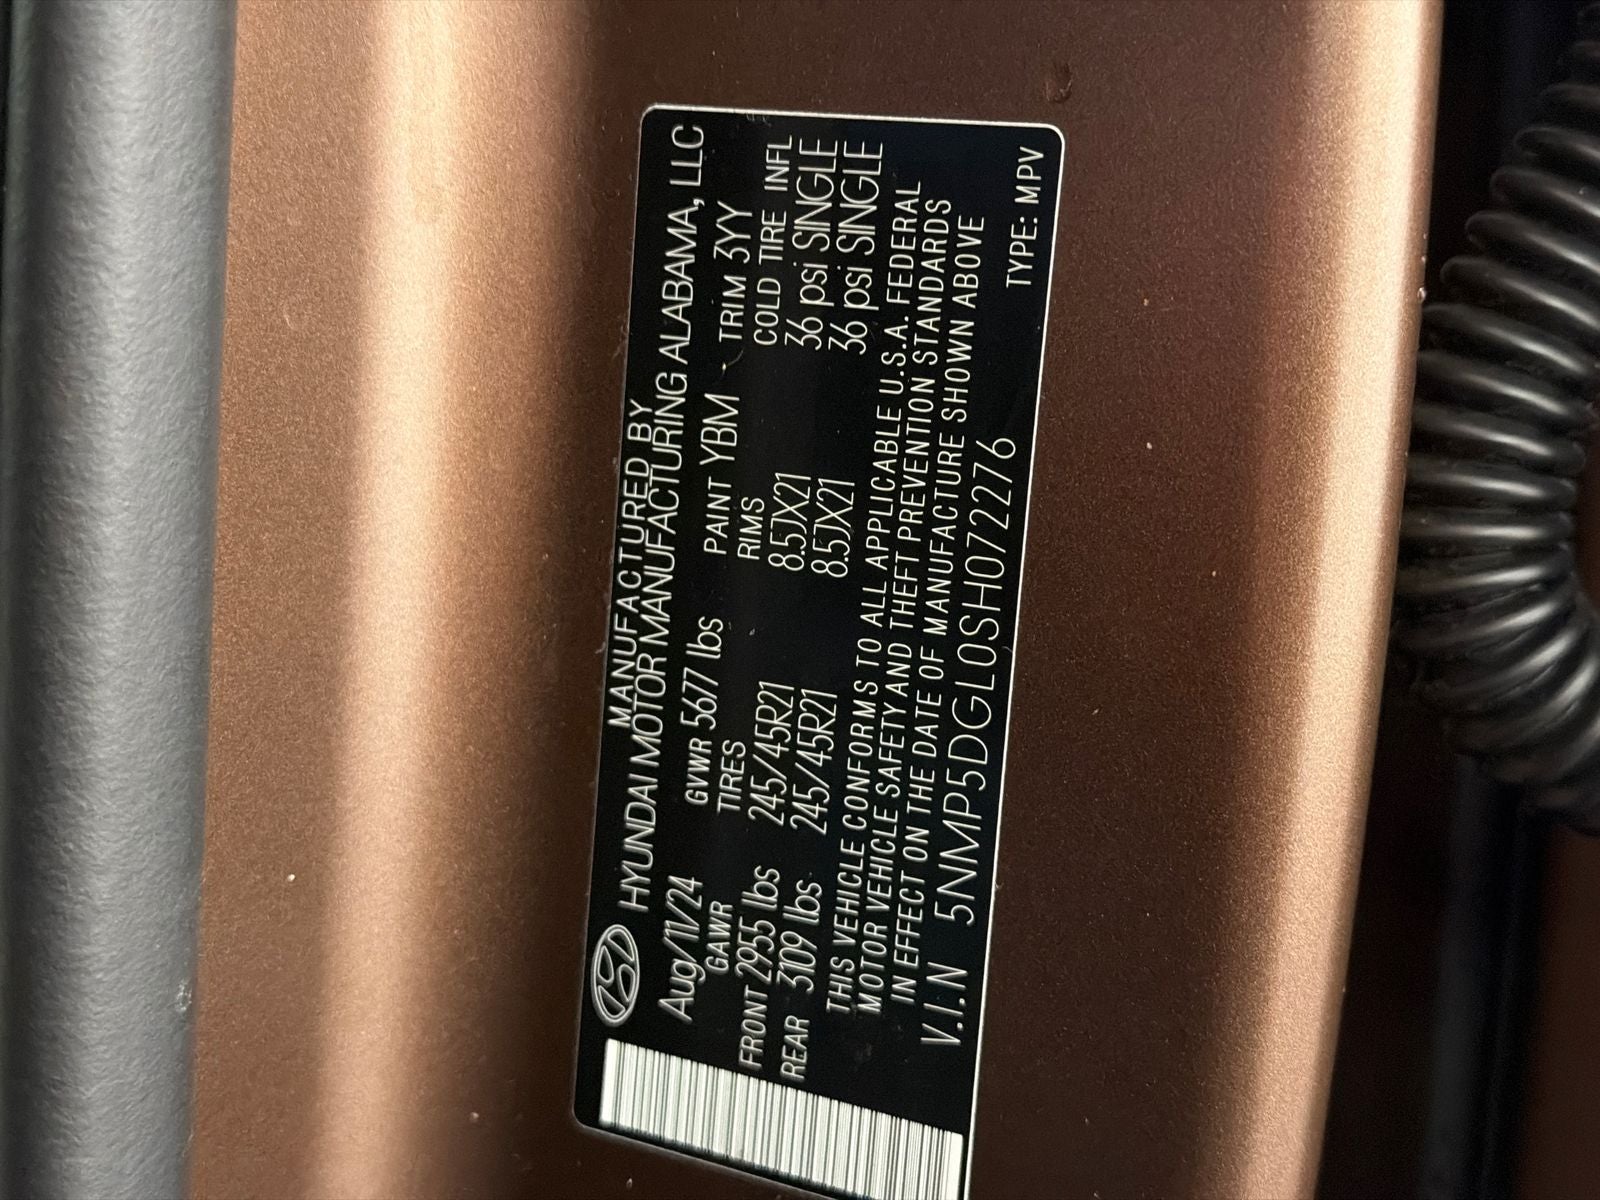 MANUFACTURED BY
HYUNDAI MOTOR MANUFACTURING ALABAMA, LLC
Aug/11/24 GVWR 5677 lbs PAINT YBM TRIM 3YY
GAWR TIRES RIMS COLD TIRE INFL
FRONT 2955 lbs 245/45R21 8.5JX21 36 psi SINGLE
REAR 3109 lbs 245/45R21 8.5JX21 36 psi SINGLE
THIS VEHICLE CONFORMS TO ALL APPLICABLE U.S.A. FEDERAL
MOTOR VEHICLE SAFETY AND THEFT PREVENTION STANDARDS
IN EFFECT ON THE DATE OF MANUFACTURE SHOWN ABOVE
V.I.N 5NMP5DGL0SH072276 TYPE: MPV